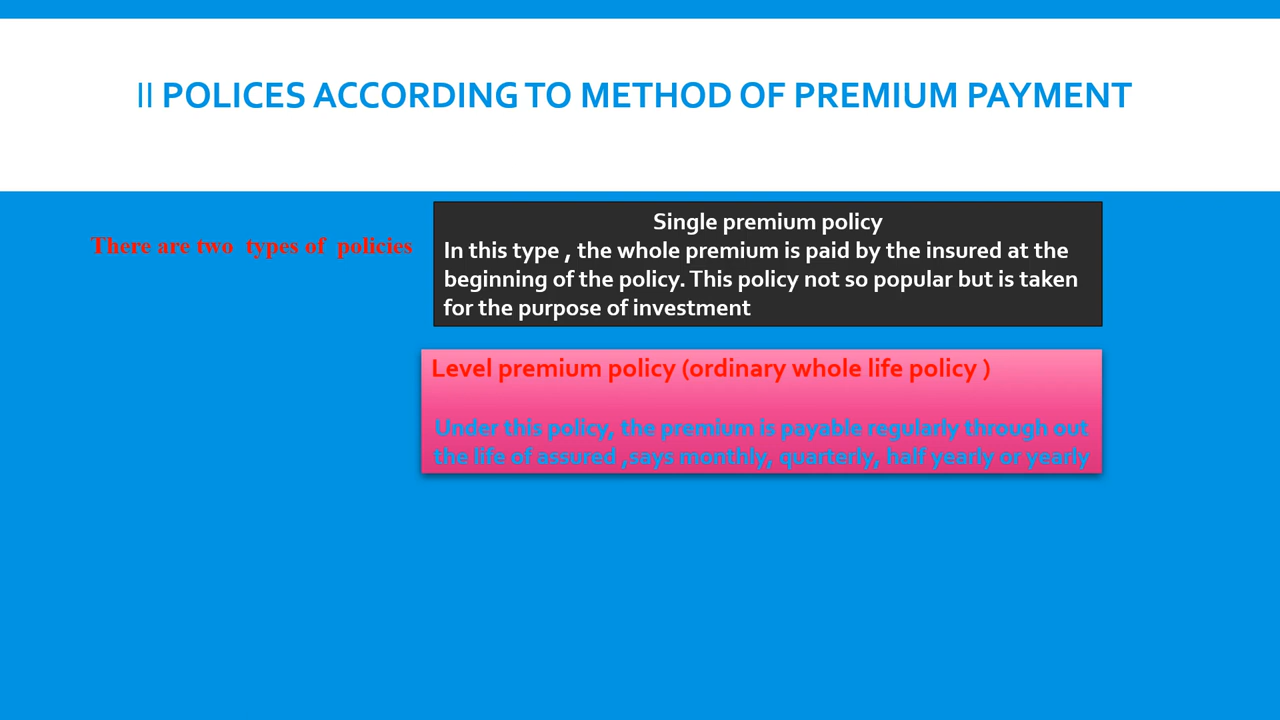 II POLICES ACCORDING TO METHOD OF PREMIUM PAYMENT
There are two types of policies
Single premium policy
In this type , the whole premium is paid by the insured at the
beginning of the policy. This policy not so popular but is taken
for the purpose of investment
Level premium policy (ordinary whole life policy )
Under this policy, the premium is payable regularly through out
the life of assured ,says monthly, quarterly, half yearly or yearly